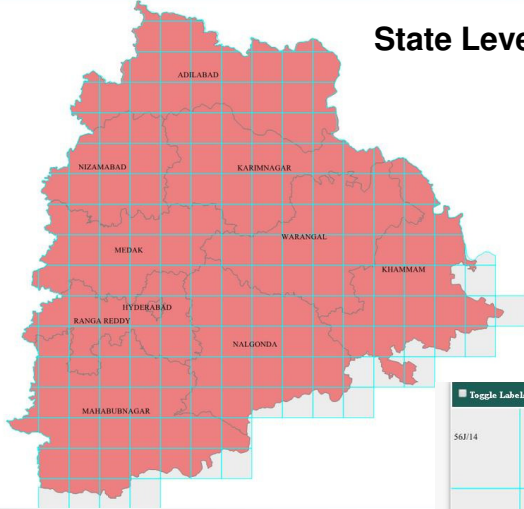 State Leve
ADILABAD
NIZAMABAD
KARIMNAGAR
WARANGAL
MEDAK
KHAMMAM
HYDERABAD
RANGA REDDY
NALGONDA
MAHABUBNAGAR
Toggle Label
56J/14